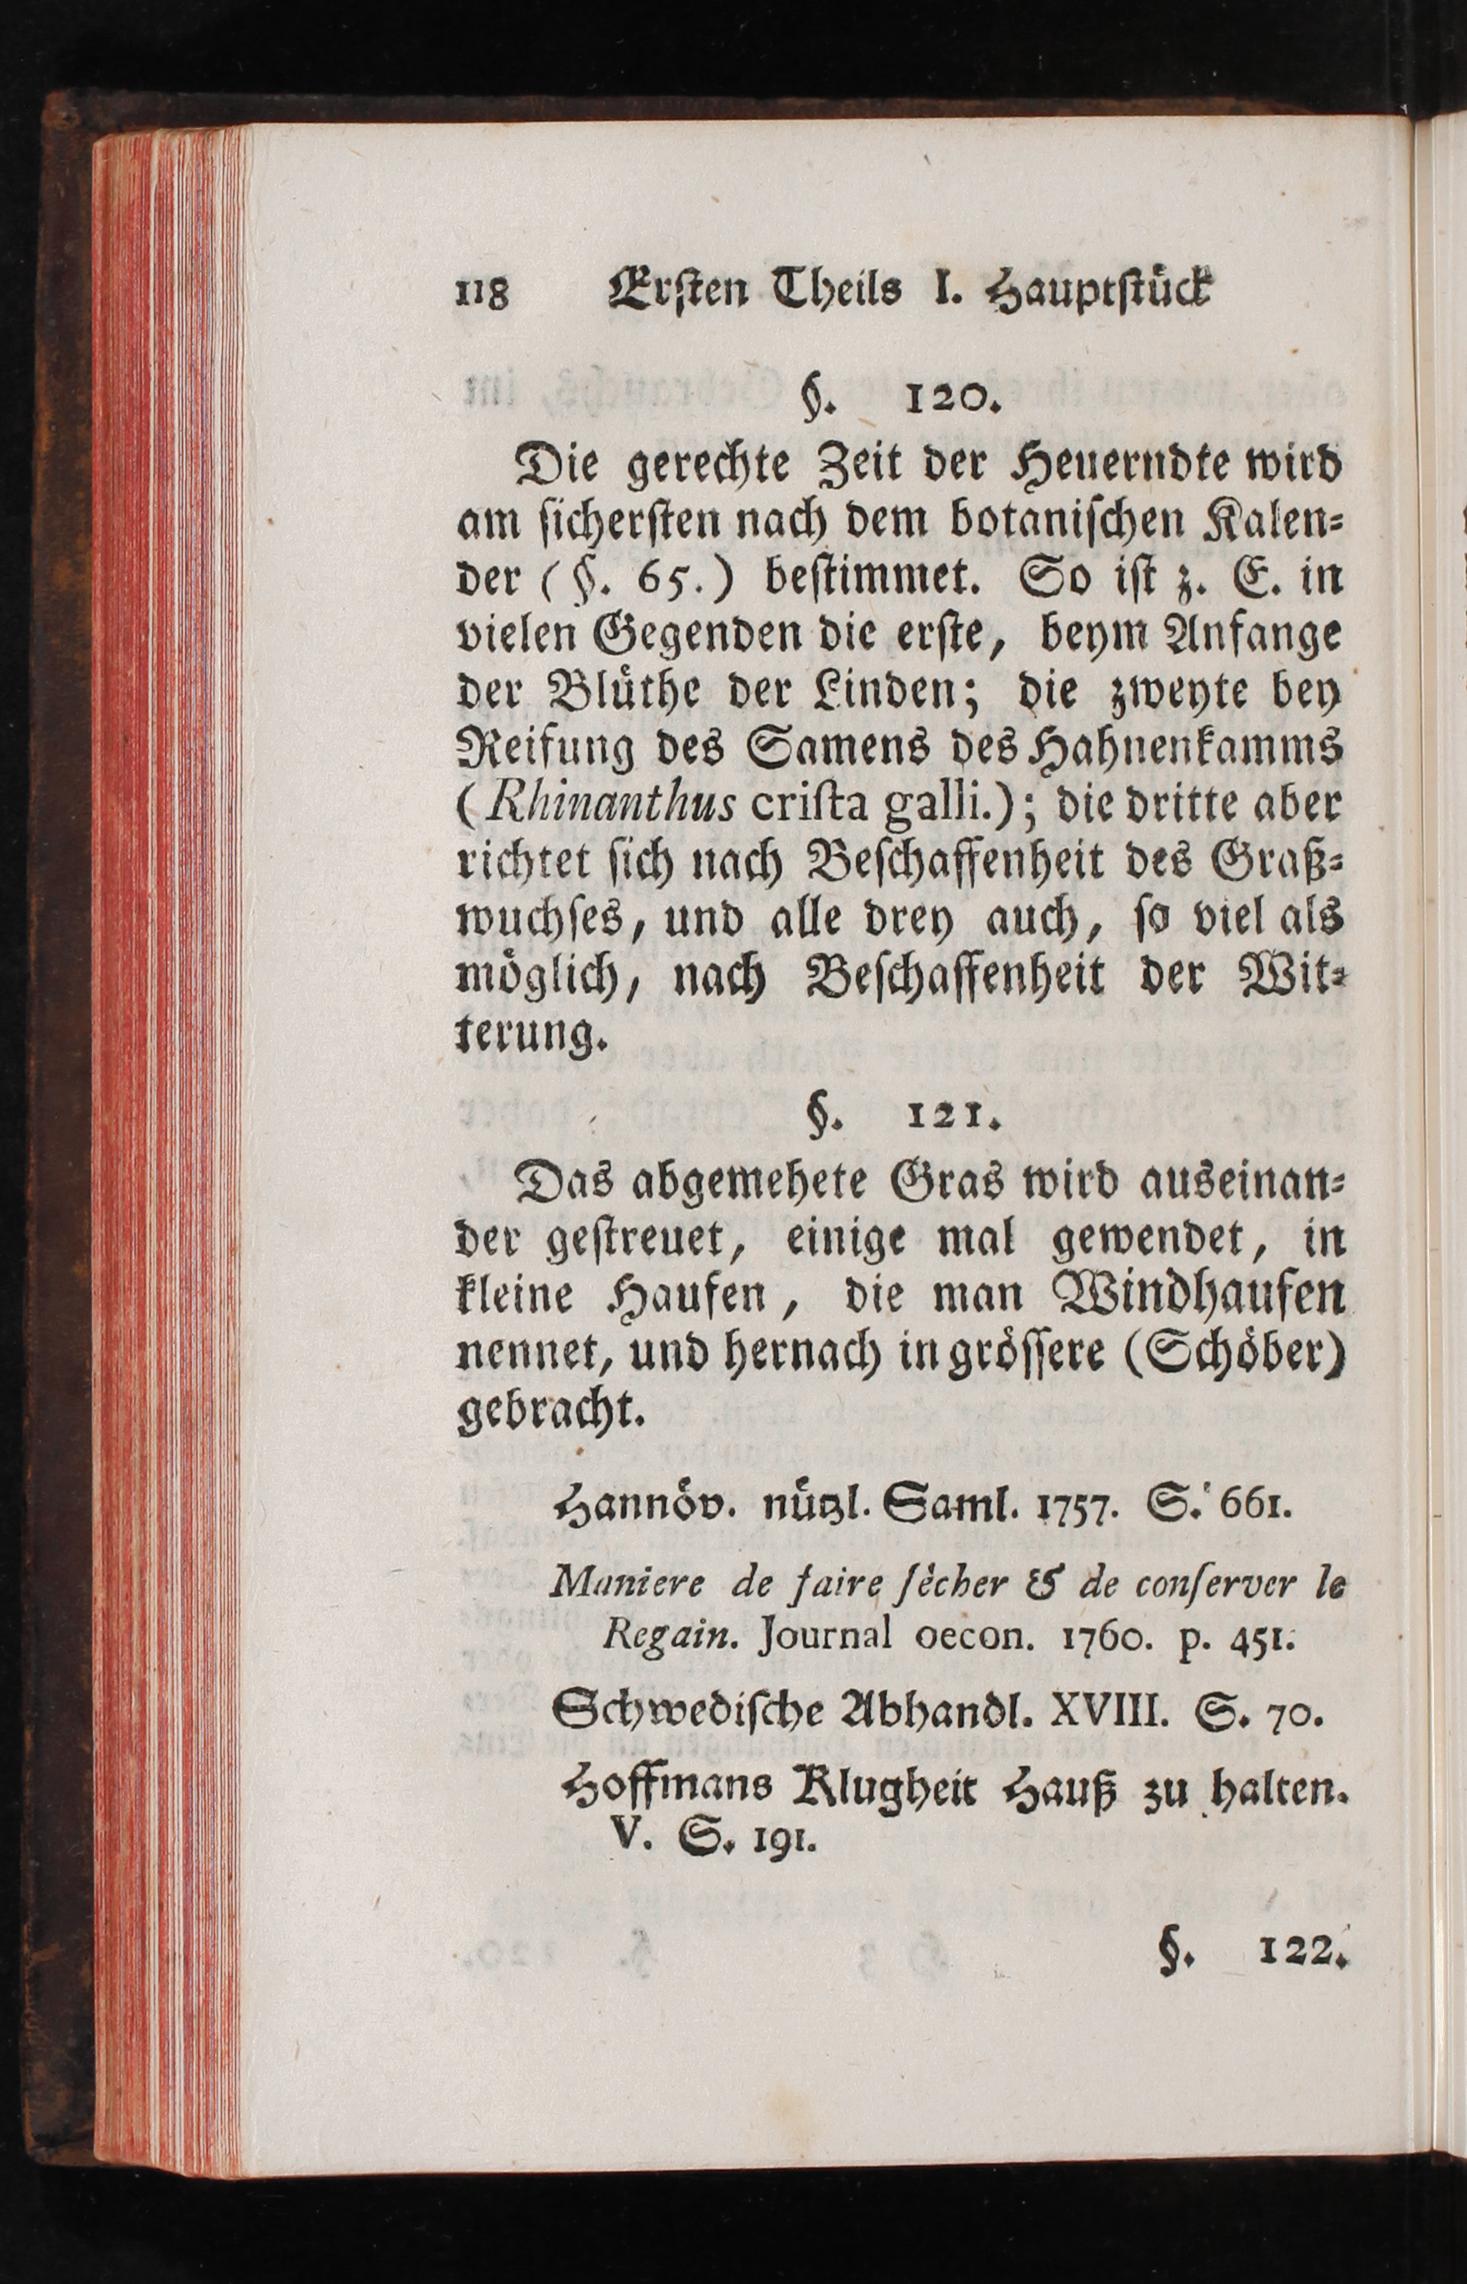 118 Erſten Theils I. Hauptſtück
§. 120.
Die gerechte Zeit der Heuerndte wird
am ſicherſten nach dem botaniſchen Kalen⸗
der (§. 65.) beſtimmet. So iſt z. E. in
vielen Gegenden die erſte, beym Anfange
der Blüthe der Linden; die zweyte bey
Reifung des Samens des Hahnenkamms
(Rhinanthus criſta galli.); die dritte aber
richtet ſich nach Beſchaffenheit des Graß⸗
wuchſes, und alle drey auch, ſo viel als
möglich, nach Beſchaffenheit der Wit⸗
terung.
§. 121.
Das abgemehete Gras wird auseinan⸗
der geſtreuet, einige mal gewendet, in
kleine Haufen, die man Windhaufen
nennet, und hernach in gröſſere (Schöber)
gebracht.
Hannöv. nützl. Saml. 1757. S. 661.
Maniere de faire ſècher & de conſerver le
Regain. Journal oecon. 1760. p. 451.
Schwediſche Abhandl. XVIII. S. 70.
Hoffmans Klugheit Hauß zu halten.
V. S. 191.
§. 122.